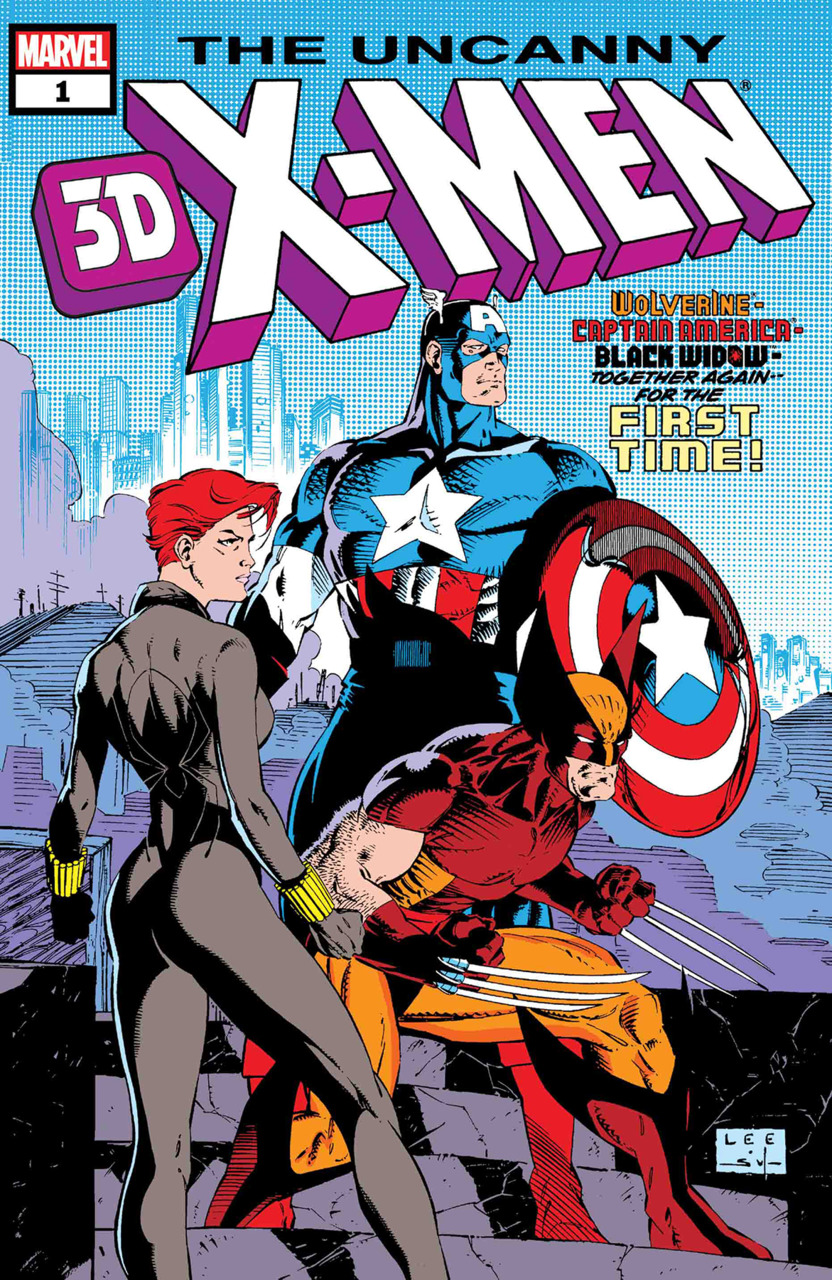 MARVEL
1
THE UNCANNY
X-MEN®
3D
WOLVERINE-
CAPTAIN AMERICA-
BLACK WIDOW-
TOGETHER AGAIN--
FOR THE
FIRST
TIME!
A
LEE